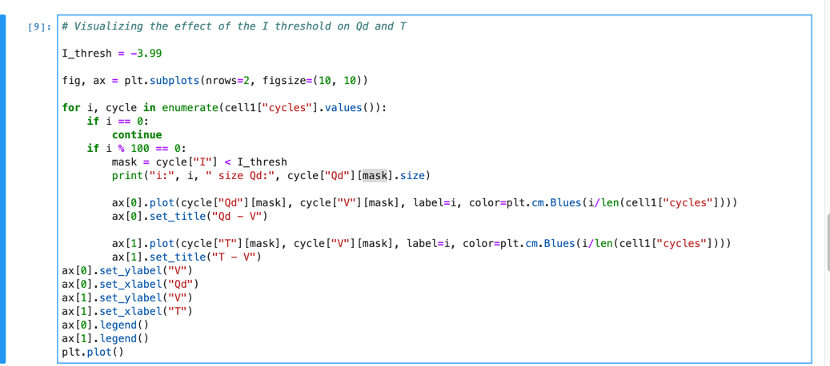 [9]: # Visualizing the effect of the I threshold on Qd and T
I_thresh = -3.99
fig, ax = plt.subplots(nrows=2, figsize=(10, 10))
for i, cycle in enumerate(cell1["cycles"].values()):
    if i == 0:
        continue
    if i % 100 == 0:
        mask = cycle["I"] < I_thresh
        print("i:", i, " size Qd:", cycle["Qd"][mask].size)
        ax[0].plot(cycle["Qd"][mask], cycle["V"][mask], label=i, color=plt.cm.Blues(i/len(cell1["cycles"])))
        ax[0].set_title("Qd - V")
        ax[1].plot(cycle["T"][mask], cycle["V"][mask], label=i, color=plt.cm.Blues(i/len(cell1["cycles"])))
        ax[1].set_title("T - V")
ax[0].set_ylabel("V")
ax[0].set_xlabel("Qd")
ax[1].set_ylabel("V")
ax[1].set_xlabel("T")
ax[0].legend()
ax[1].legend()
plt.plot()